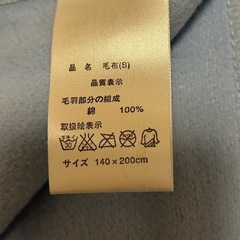 品名 毛布(S)
品質表示
毛羽部分の組成
綿 100%
取扱絵表示
サイズ 140×200cm